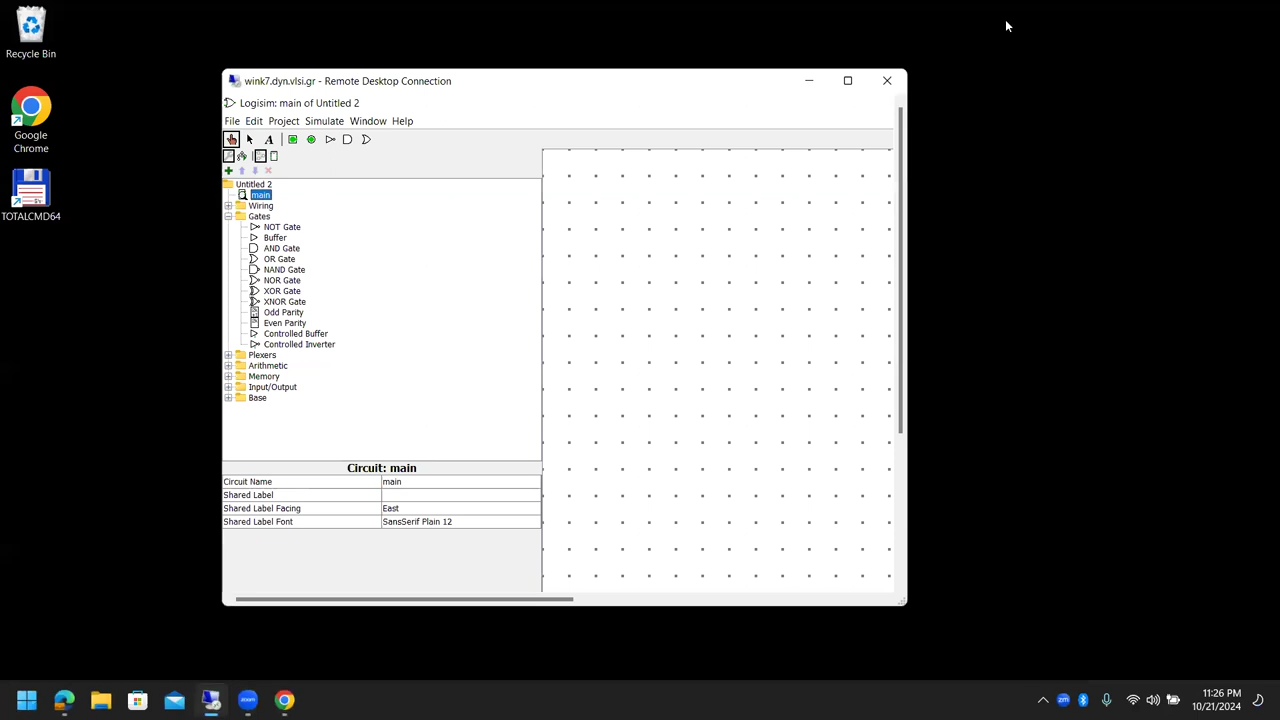 Recycle Bin
Google
Chrome
TOTALCMD64
wink7.dyn.vlsi.gr - Remote Desktop Connection
Logisim: main of Untitled 2
File Edit Project Simulate Window Help
A
Untitled 2
main
Wiring
Gates
NOT Gate
Buffer
AND Gate
OR Gate
NAND Gate
NOR Gate
XOR Gate
XNOR Gate
Odd Parity
Even Parity
Controlled Buffer
Controlled Inverter
Plexers
Arithmetic
Memory
Input/Output
Base
Circuit: main
Circuit Name main
Shared Label
Shared Label Facing East
Shared Label Font SansSerif Plain 12
zoom
zm
11:26 PM
10/21/2024